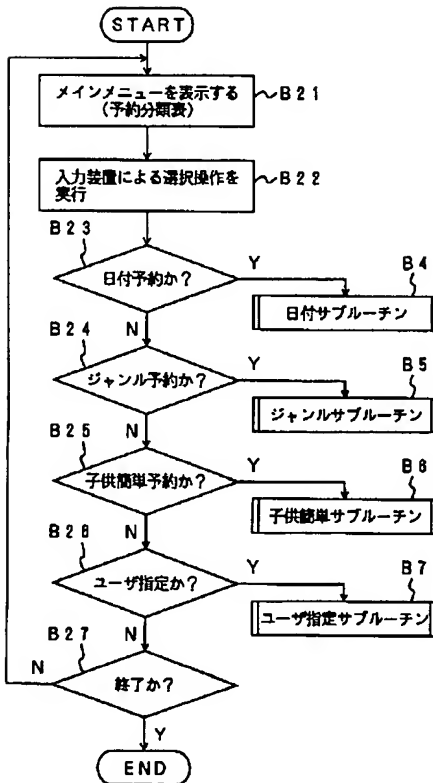 START
メインメニューを表示する
(予約分類表)
B21
入力装置による選択操作を
実行
B22
B23
日付予約か?
Y
B4
日付サブルーチン
N
B24
ジャンル予約か?
Y
B5
ジャンルサブルーチン
N
B25
子供簡単予約か?
Y
B6
子供簡単サブルーチン
N
B26
ユーザ指定か?
Y
B7
ユーザ指定サブルーチン
N
B27
終了か?
N
Y
END